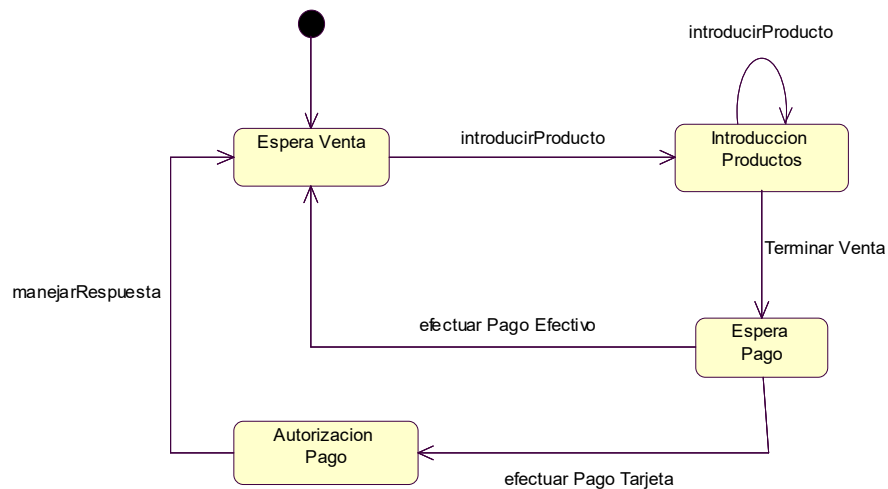 introducirProducto
Espera Venta
introducirProducto
Introduccion
Productos
Terminar Venta
manejarRespuesta
efectuar Pago Efectivo
Espera
Pago
Autorizacion
Pago
efectuar Pago Tarjeta